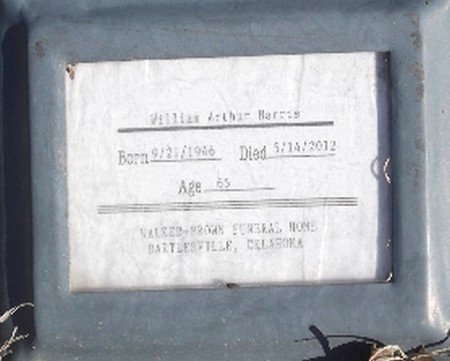 William Arthur Harris
Born 9/21/1946 Died 5/14/2012
Age 65
WALKER-BROWN FUNERAL HOME
BARTLESVILLE, OKLAHOMA